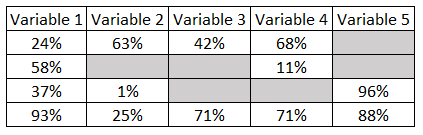 Variable 1 Variable 2 Variable 3 Variable 4 Variable 5
24% 63% 42% 68%
58% 11%
37% 1% 96%
93% 25% 71% 71% 88%